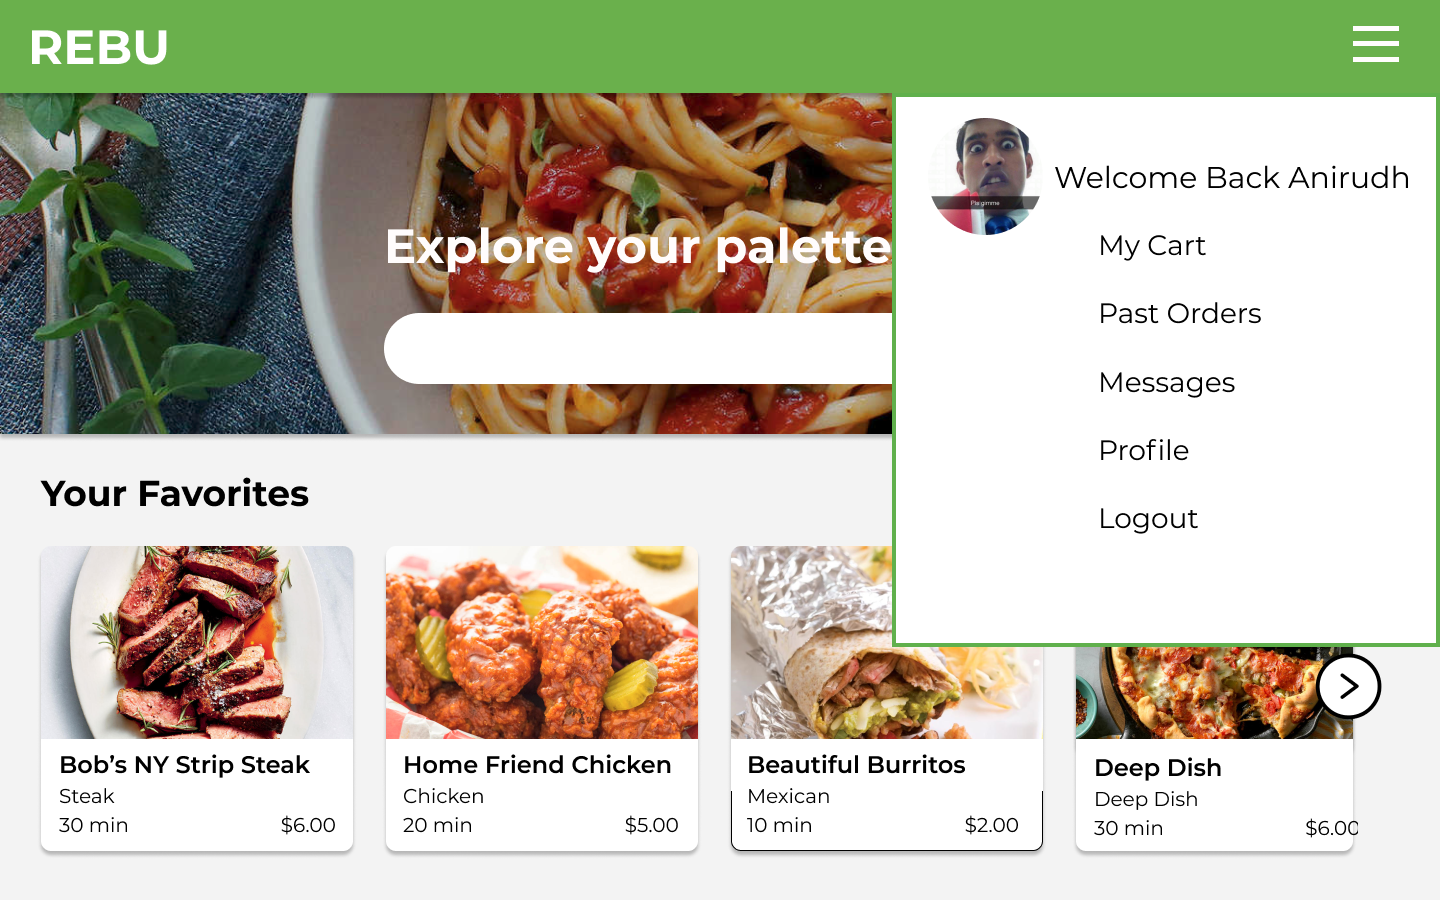 REBU
Pls gimme
Welcome Back Anirudh
My Cart
Past Orders
Messages
Profile
Logout
Explore your palette
Your Favorites
Bob’s NY Strip Steak
Steak
30 min $6.00
Home Friend Chicken
Chicken
20 min $5.00
Beautiful Burritos
Mexican
10 min $2.00
Deep Dish
Deep Dish
30 min $6.00